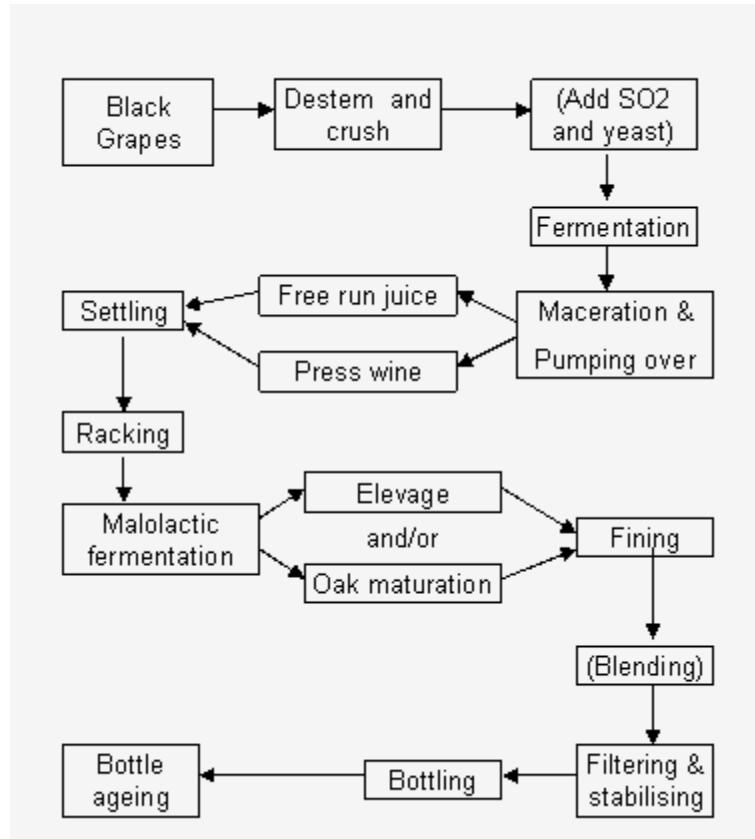 Black
Grapes
Destem and
crush
(Add SO2
and yeast)
Fermentation
Maceration &
Pumping over
Free run juice
Press wine
Settling
Racking
Malolactic
fermentation
Elevage
and/or
Oak maturation
Fining
(Blending)
Filtering &
stabilising
Bottling
Bottle
ageing